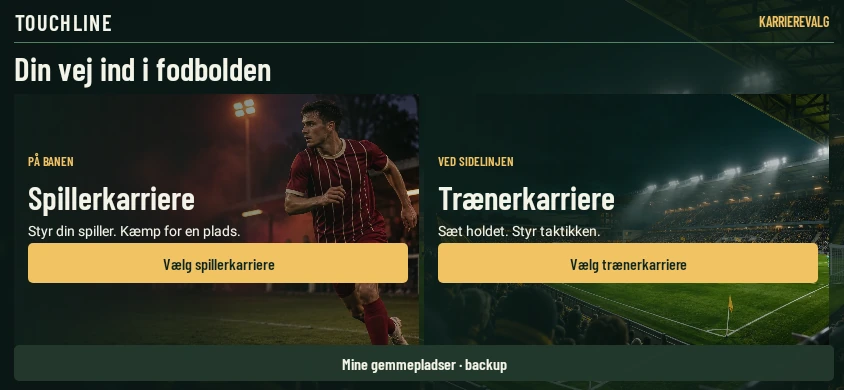 TOUCHLINE
KARRIEREVALG
Din vej ind i fodbolden
PÅ BANEN
Spillerkarriere
Styr din spiller. Kæmp for en plads.
Vælg spillerkarriere
VED SIDELINJEN
Trænerkarriere
Sæt holdet. Styr taktikken.
Vælg trænerkarriere
Mine gemmepladser · backup